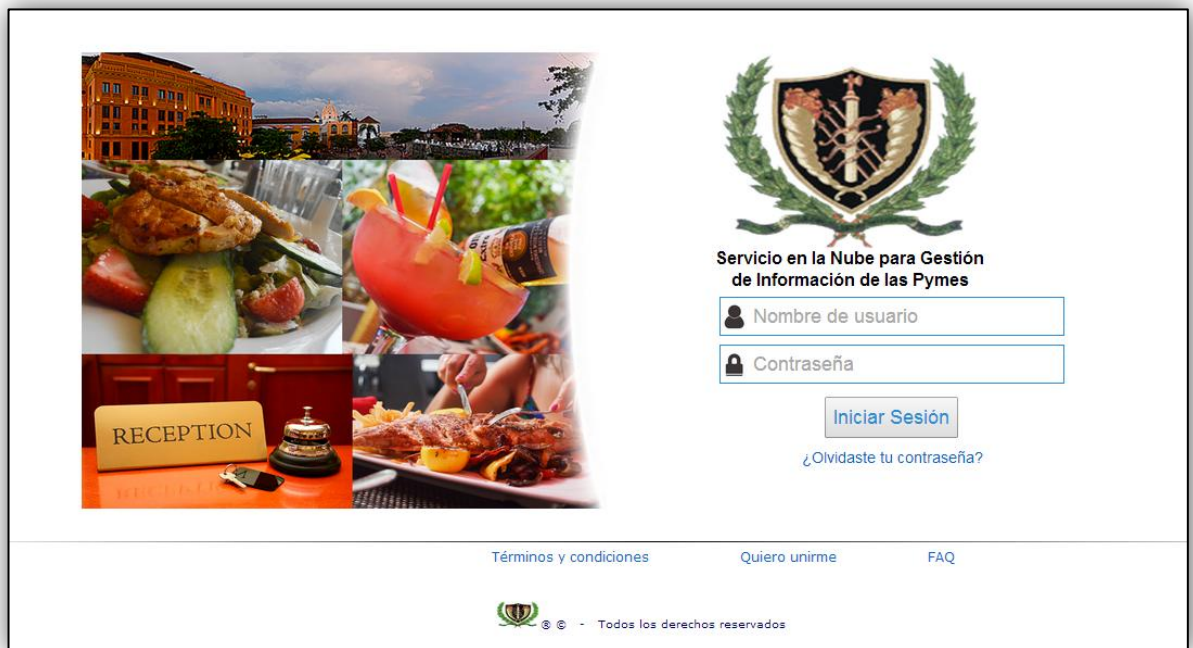 RECEPTION
Servicio en la Nube para Gestión
de Información de las Pymes
Nombre de usuario
Contraseña
Iniciar Sesión
¿Olvidaste tu contraseña?
Términos y condiciones Quiero unirme FAQ
® © - Todos los derechos reservados